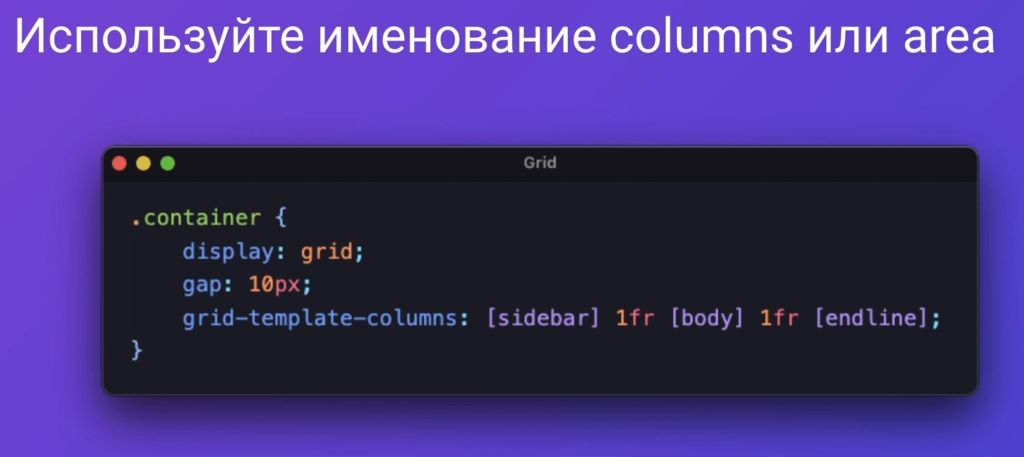 Используйте именование columns или area
Grid
.container {
    display: grid;
    gap: 10px;
    grid-template-columns: [sidebar] 1fr [body] 1fr [endline];
}